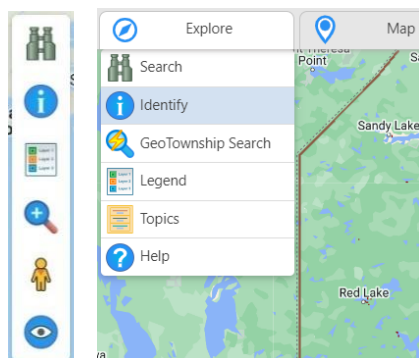 Explore
Map
Search
Identify
GeoTownship Search
Legend
Topics
Help
Point
Sandy Lake
Red Lake